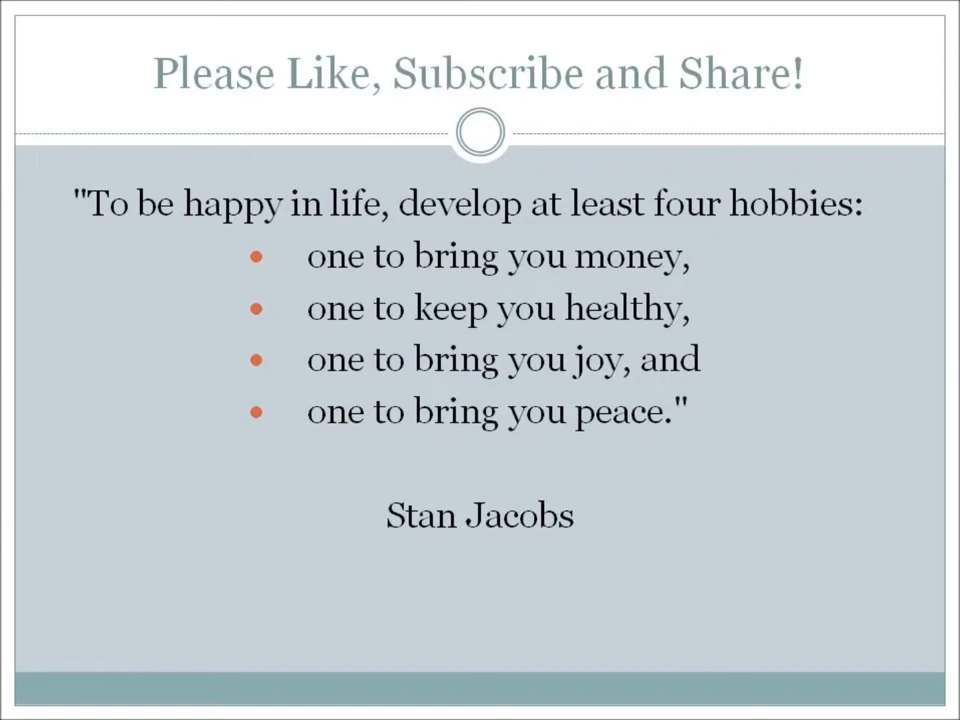 Please Like, Subscribe and Share!
"To be happy in life, develop at least four hobbies:
• one to bring you money,
• one to keep you healthy,
• one to bring you joy, and
• one to bring you peace."
Stan Jacobs